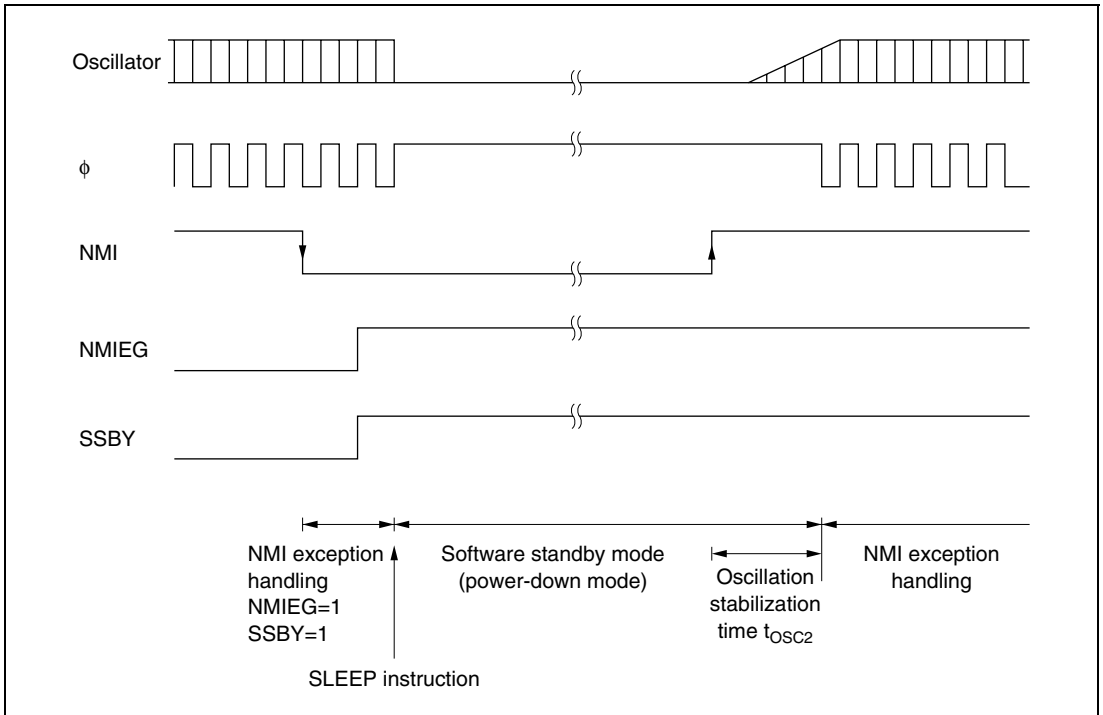 Oscillator
φ
NMI
NMIEG
SSBY
NMI exception
handling
NMIEG=1
SSBY=1
Software standby mode
(power-down mode)
Oscillation
stabilization
time tOSC2
NMI exception
handling
SLEEP instruction